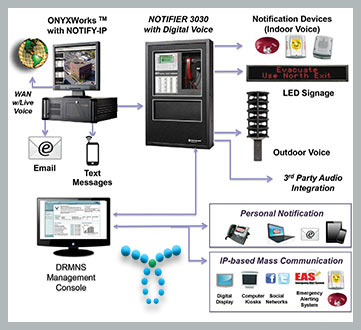 ONYXWorks ™
with NOTIFY-IP
NOTIFIER 3030
with Digital Voice
Notification Devices
(Indoor Voice)
WAN
w/Live
Voice
Evacuate
Use North Exit
LED Signage
Email
Text
Messages
Outdoor Voice
3rd Party Audio
Integration
DRMNS
Management
Console
Personal Notification
IP-based Mass Communication
EAS
Digital
Display
Computer
Kiosks
Social
Networks
Emergency
Alerting
System